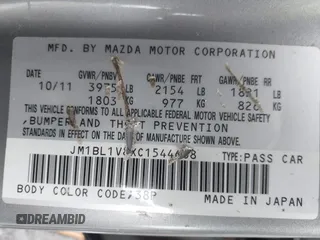 MFD. BY MAZDA MOTOR CORPORATION
GVWR/PNBV GAWR/PNBE FRT GAWR/PNBE RR
10/11 LB 2154 LB LB
1803 KG 977 KG KG
THIS VEHICLE CONFORMS TO ALL APPLICABLE FEDERAL MOTOR VEHICLE SAFETY
,BUMPER AND THEFT PREVENTION
STANDARDS IN EFFECT ON THE DATE OF MANUFACTURE SHOWN ABOVE.
TYPE:PASS CAR
BODY COLOR CODE;38P MADE IN JAPAN
DREAMBID